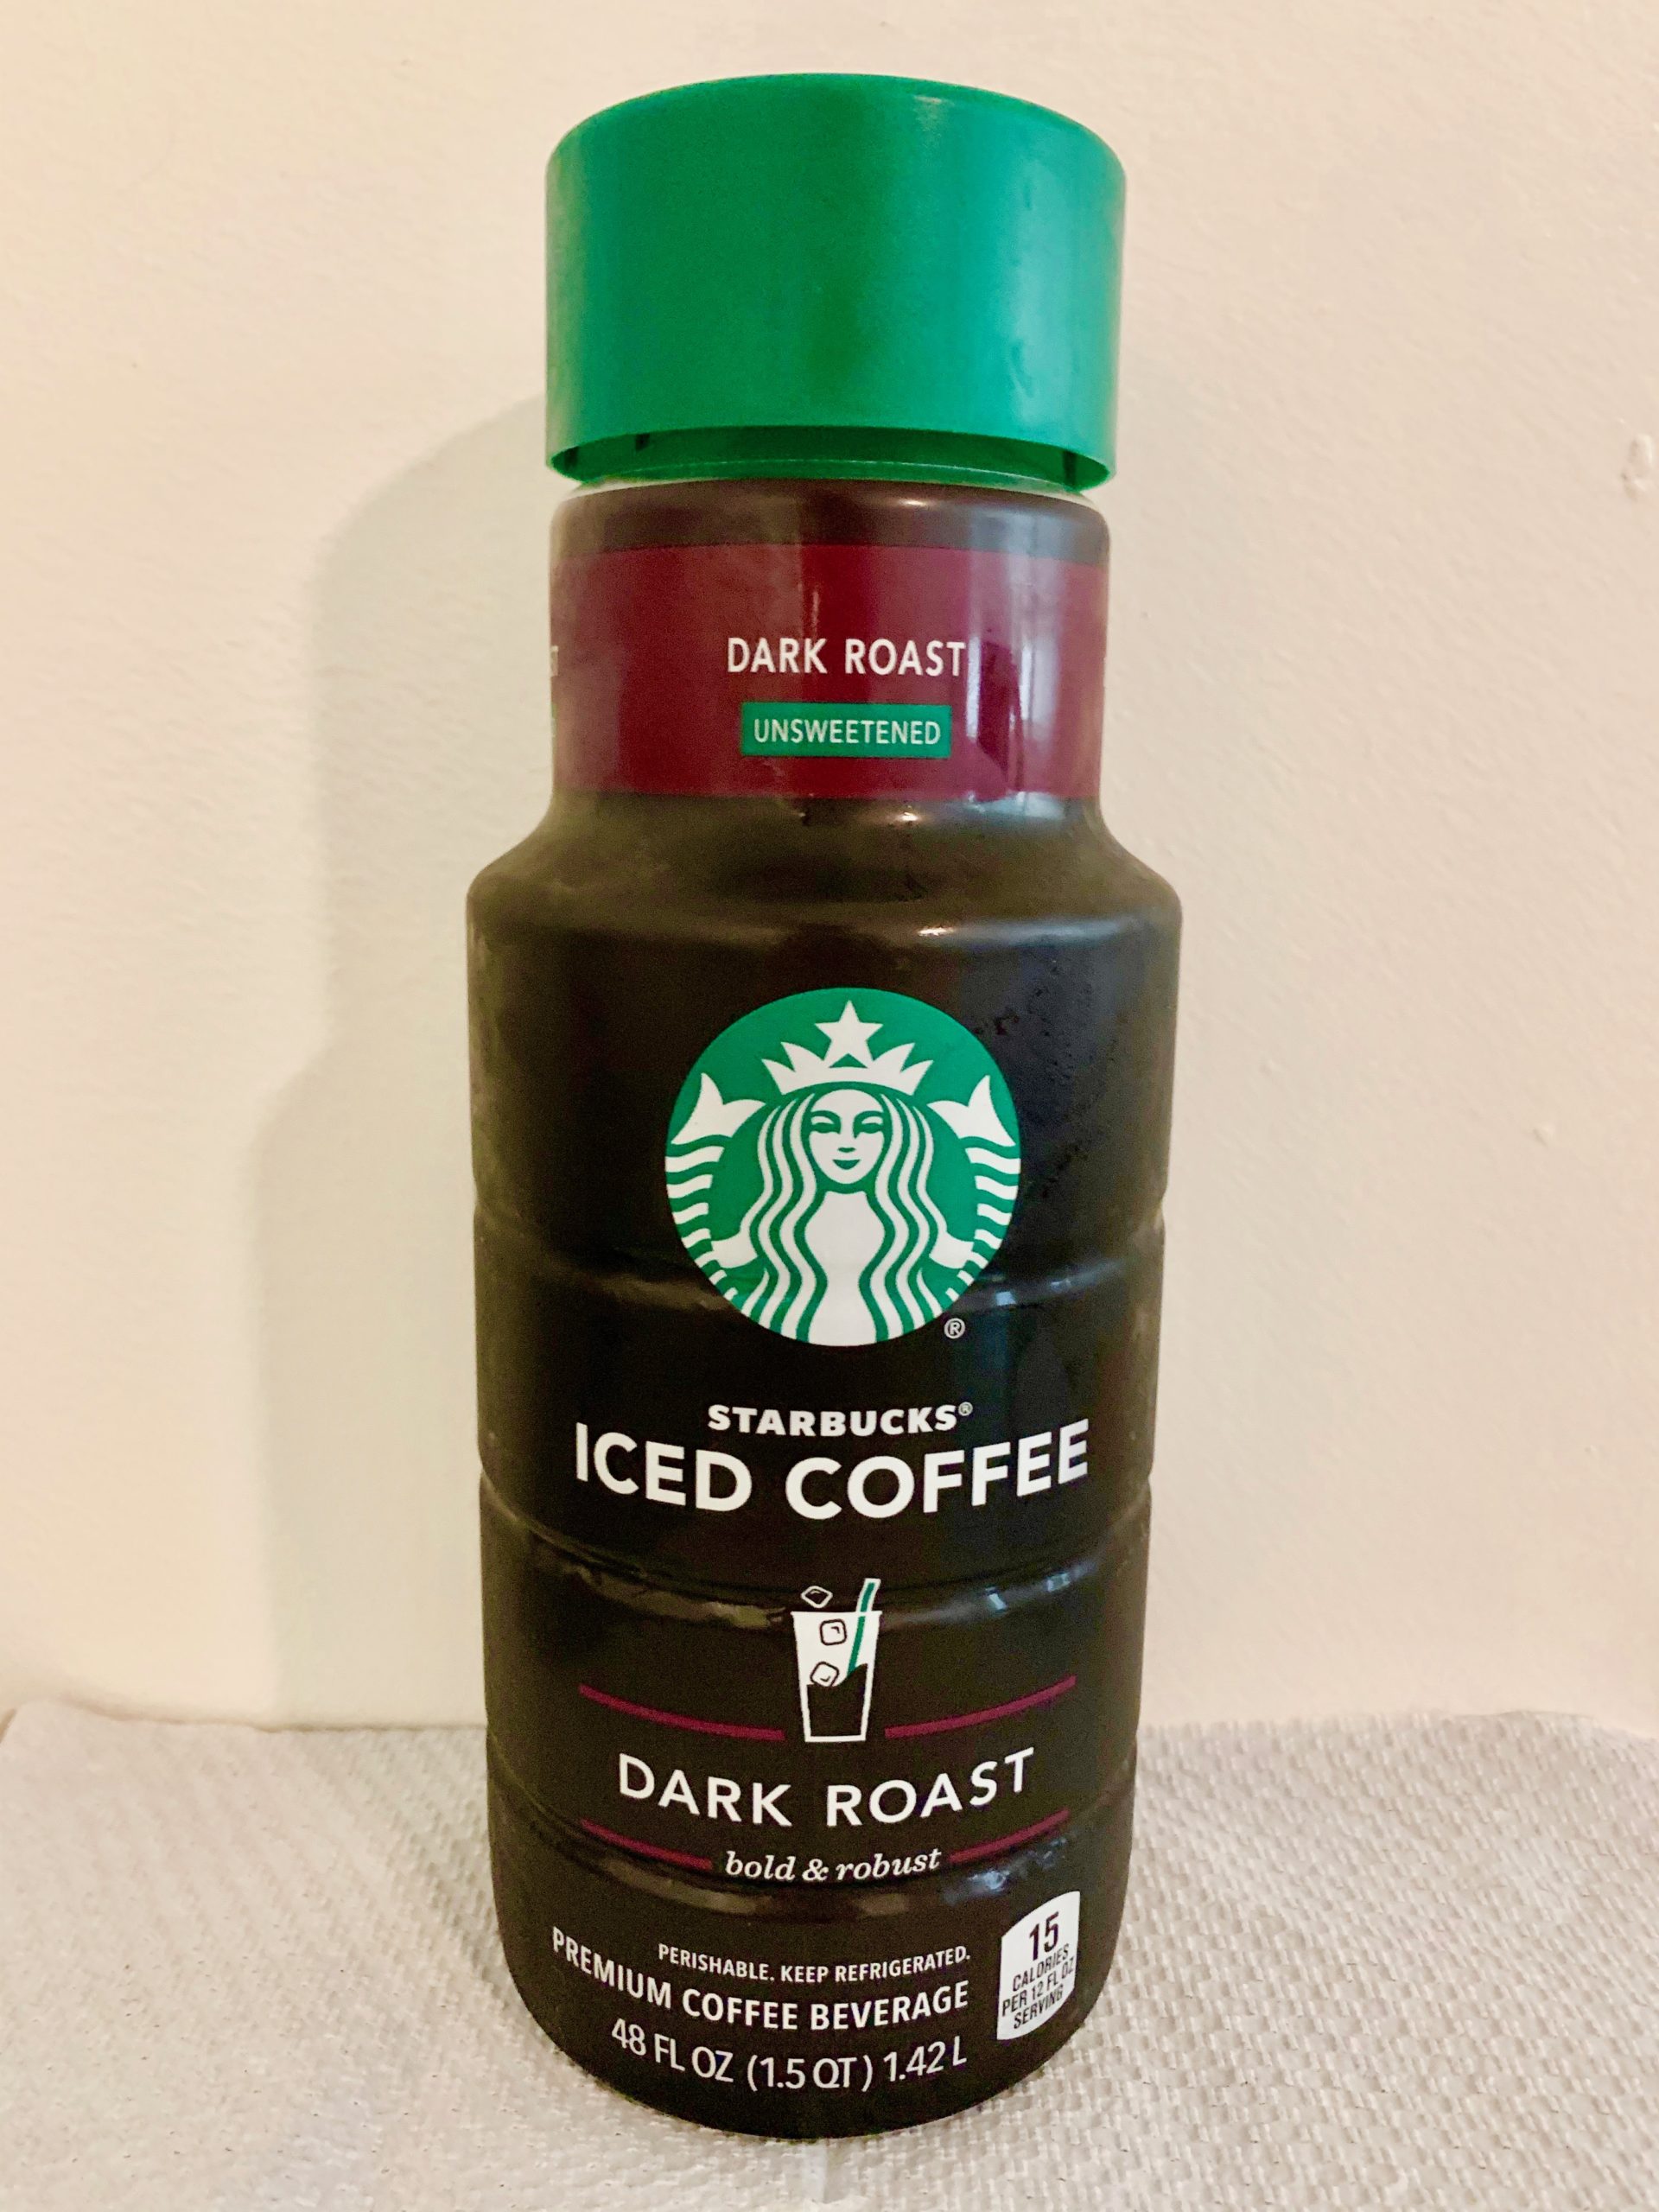 DARK ROAST
UNSWEETENED
®
STARBUCKS®
ICED COFFEE
DARK ROAST
bold & robust
PERISHABLE. KEEP REFRIGERATED.
PREMIUM COFFEE BEVERAGE
48 FL OZ (1.5 QT) 1.42 L
15
CALORIES
PER 12 FL OZ
SERVING